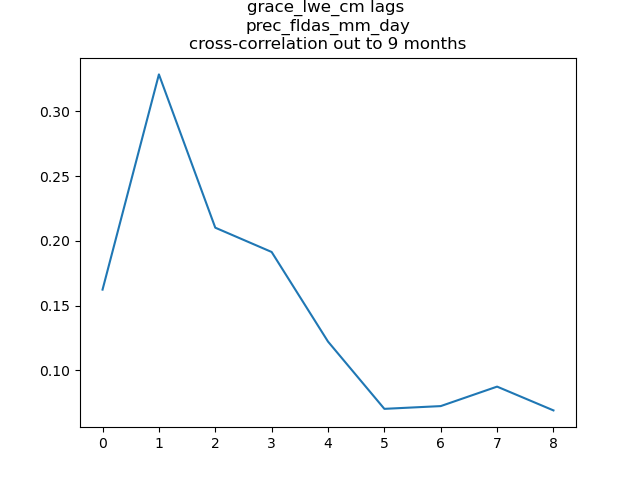 grace_lwe_cm lags
prec_fldas_mm_day
cross-correlation out to 9 months
0.30
0.25
0.20
0.15
0.10
0 1 2 3 4 5 6 7 8